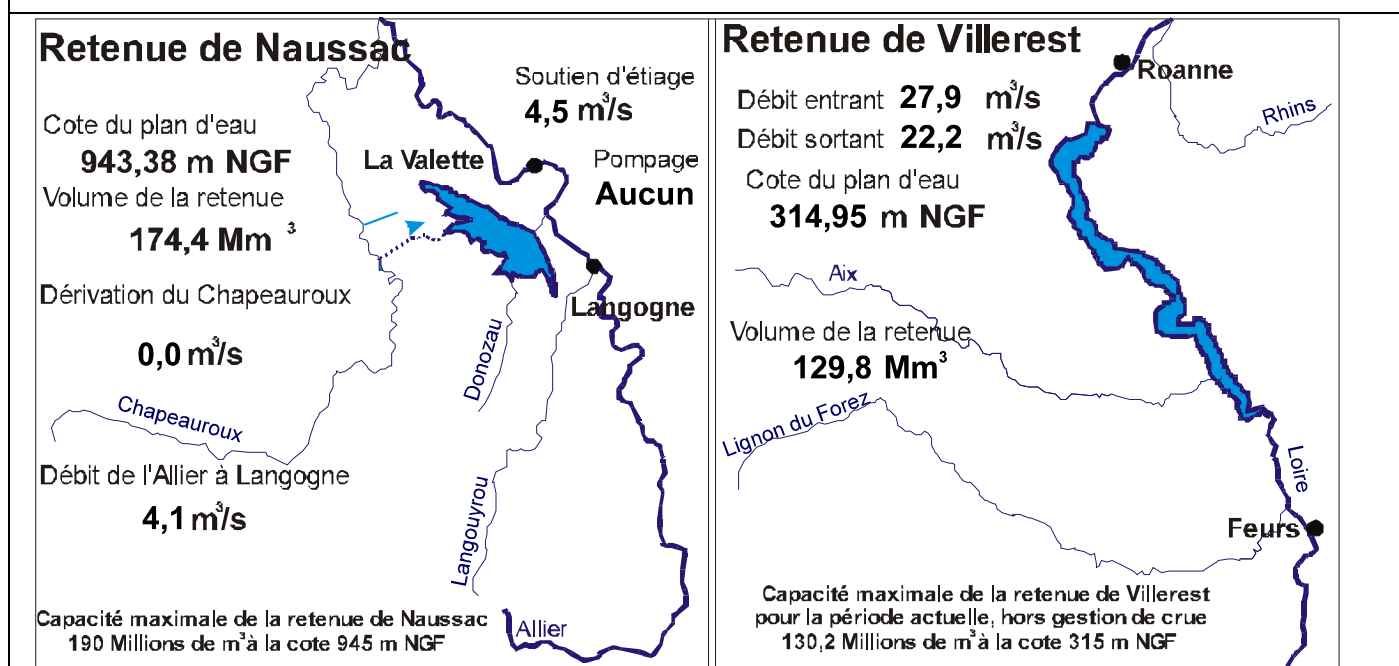 Retenue de Naussac
Soutien d'étiage
4,5 m³/s
Cote du plan d'eau
943,38 m NGF
La Valette
Pompage
Aucun
Volume de la retenue
174,4 Mm³
Dérivation du Chapeauroux
0,0 m³/s
Langogne
Donozau
Chapeauroux
Débit de l'Allier à Langogne
4,1 m³/s
Langouyrou
Allier
Capacité maximale de la retenue de Naussac
190 Millions de m³ à la cote 945 m NGF
Retenue de Villerest
Roanne
Débit entrant 27,9 m³/s
Rhins
Débit sortant 22,2 m³/s
Cote du plan d'eau
314,95 m NGF
Aix
Volume de la retenue
129,8 Mm³
Lignon du Forez
Loire
Feurs
Capacité maximale de la retenue de Villerest
pour la période actuelle, hors gestion de crue
130,2 Millions de m³ à la cote 315 m NGF